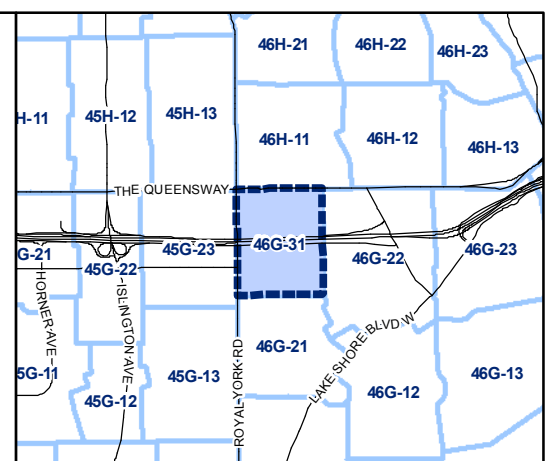 46H-21
46H-22
46H-23
H-11
45H-12
45H-13
46H-11
46H-12
46H-13
THE QUEENSWAY
G-21
45G-22
45G-23
46G-31
46G-22
46G-23
HORNER AVE
ISLINGTON AVE
ROYAL YORK RD
LAKE SHORE BLVD W
5G-11
45G-12
45G-13
46G-21
46G-12
46G-13